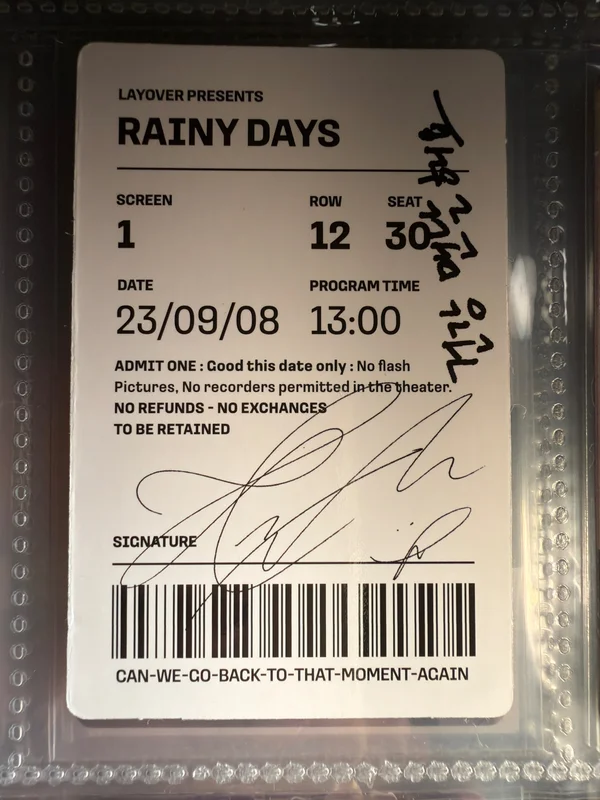 LAYOVER PRESENTS
RAINY DAYS
SCREEN ROW SEAT
1 12 30
DATE PROGRAM TIME
23/09/08 13:00
ADMIT ONE : Good this date only : No flash
Pictures, No recorders permitted in the theater.
NO REFUNDS - NO EXCHANGES
TO BE RETAINED
SIGNATURE
CAN-WE-GO-BACK-TO-THAT-MOMENT-AGAIN